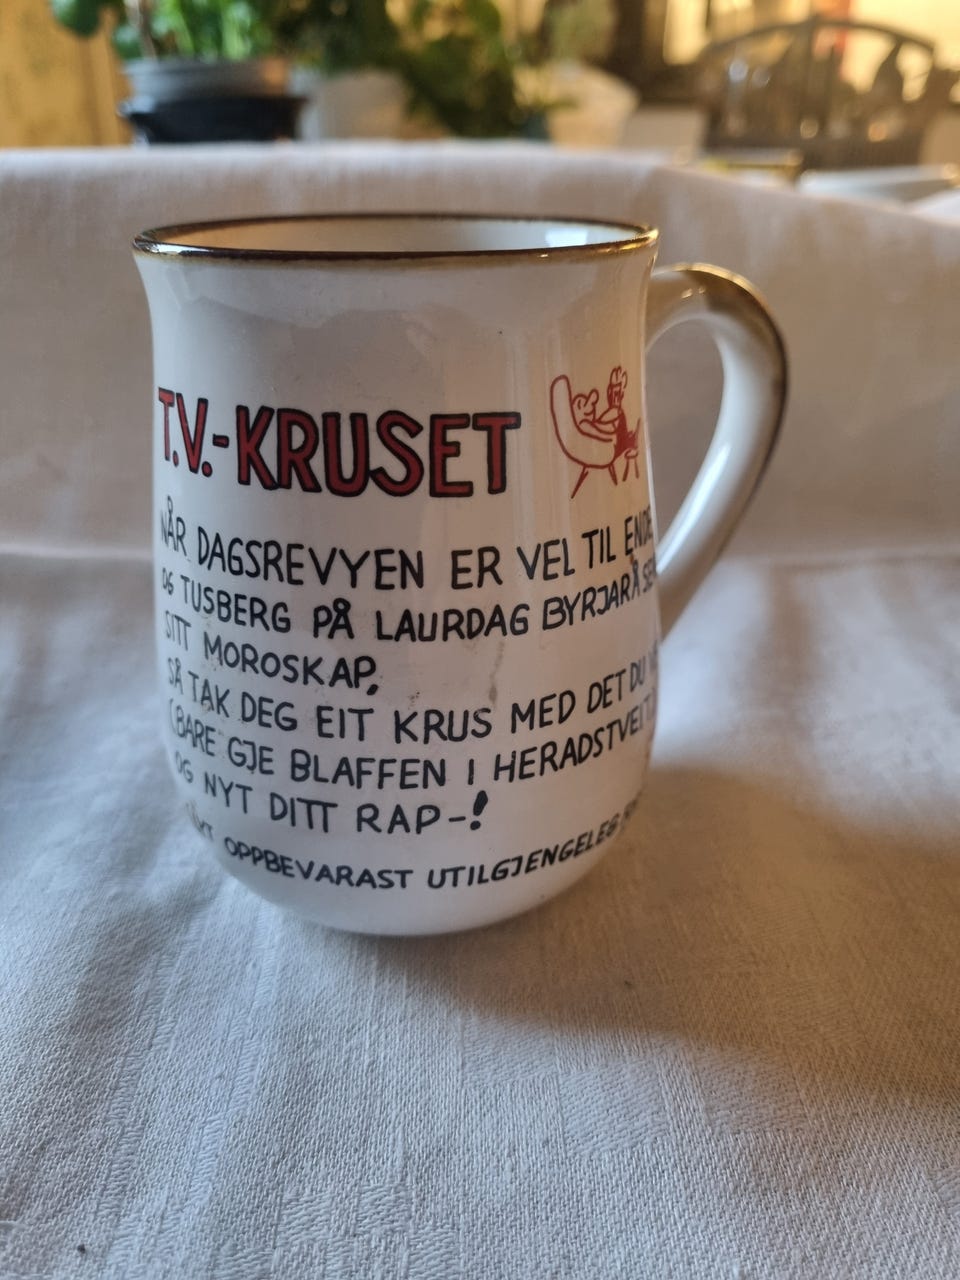 T.V.-KRUSET
NÅR DAGSREVYEN ER VEL TIL ENDE,
OG TUSBERG PÅ LAURDAG BYRJAR Å SEN
SITT MOROSKAP,
SÅ TAK DEG EIT KRUS MED DET DU
(BARE GJE BLAFFEN I HERADSTVEIT)
OG NYT DITT RAP-!
OPPBEVARAST UTILGJENGELEG